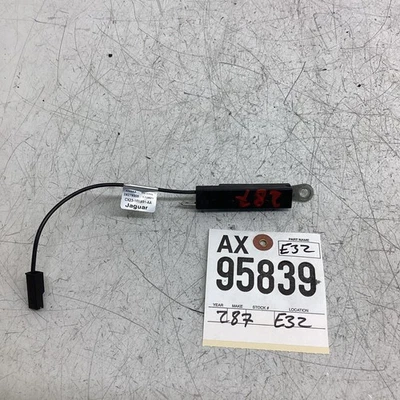 Jaguar
287
AX
PART NAME
E32
95839
YEAR MAKE STOCK # LOCATION
287 E32